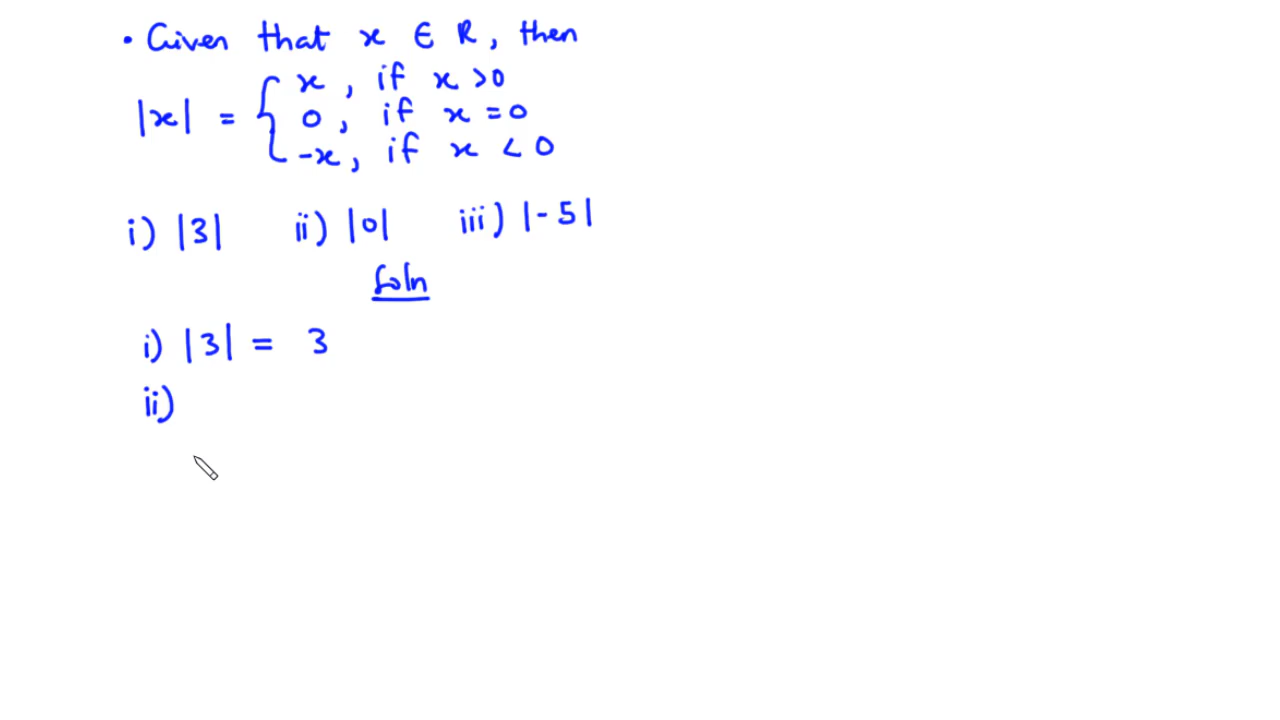 • Given that x ∈ R, then
|x| = { x, if x > 0
0, if x = 0
-x, if x < 0
i) |3| ii) |0| iii) |-5|
Soln
i) |3| = 3
ii)